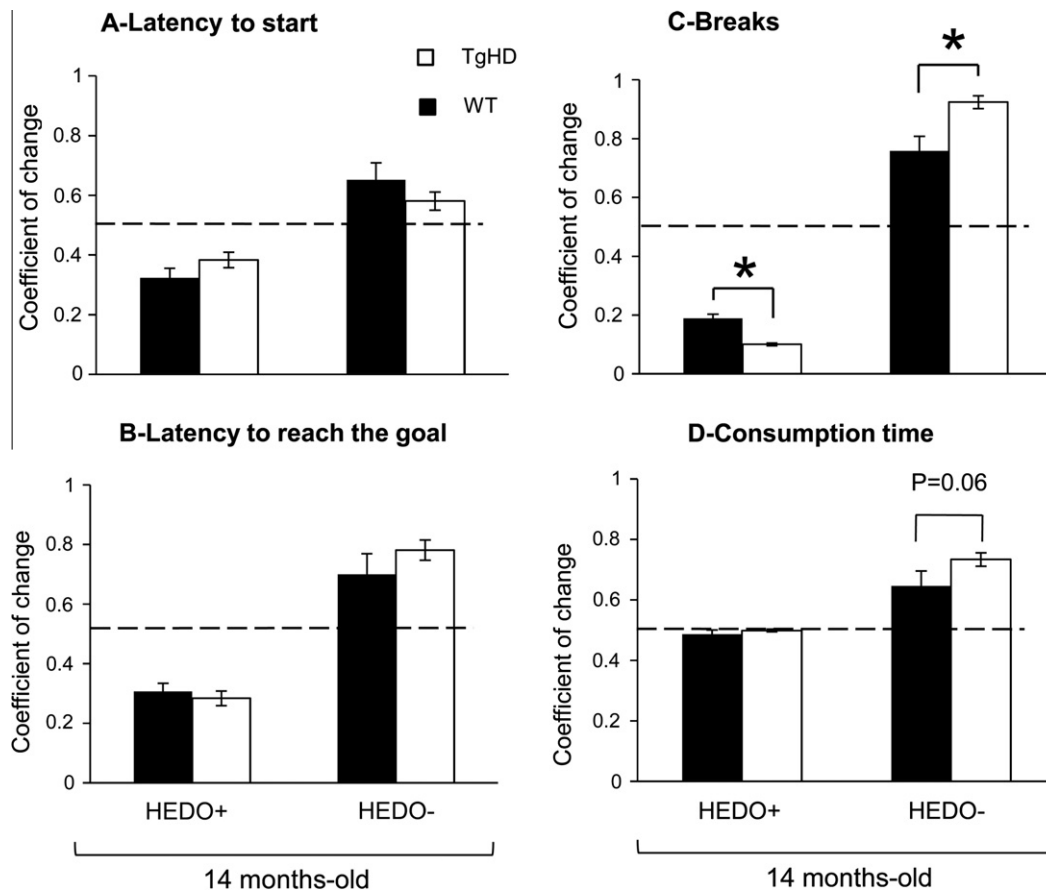 A-Latency to start
TgHD
WT
Coefficient of change
1
0.8
0.6
0.4
0.2
0
C-Breaks
*
*
Coefficient of change
1
0.8
0.6
0.4
0.2
0
B-Latency to reach the goal
Coefficient of change
1
0.8
0.6
0.4
0.2
0
HEDO+ HEDO-
14 months-old
D-Consumption time
P=0.06
Coefficient of change
1
0.8
0.6
0.4
0.2
0
HEDO+ HEDO-
14 months-old